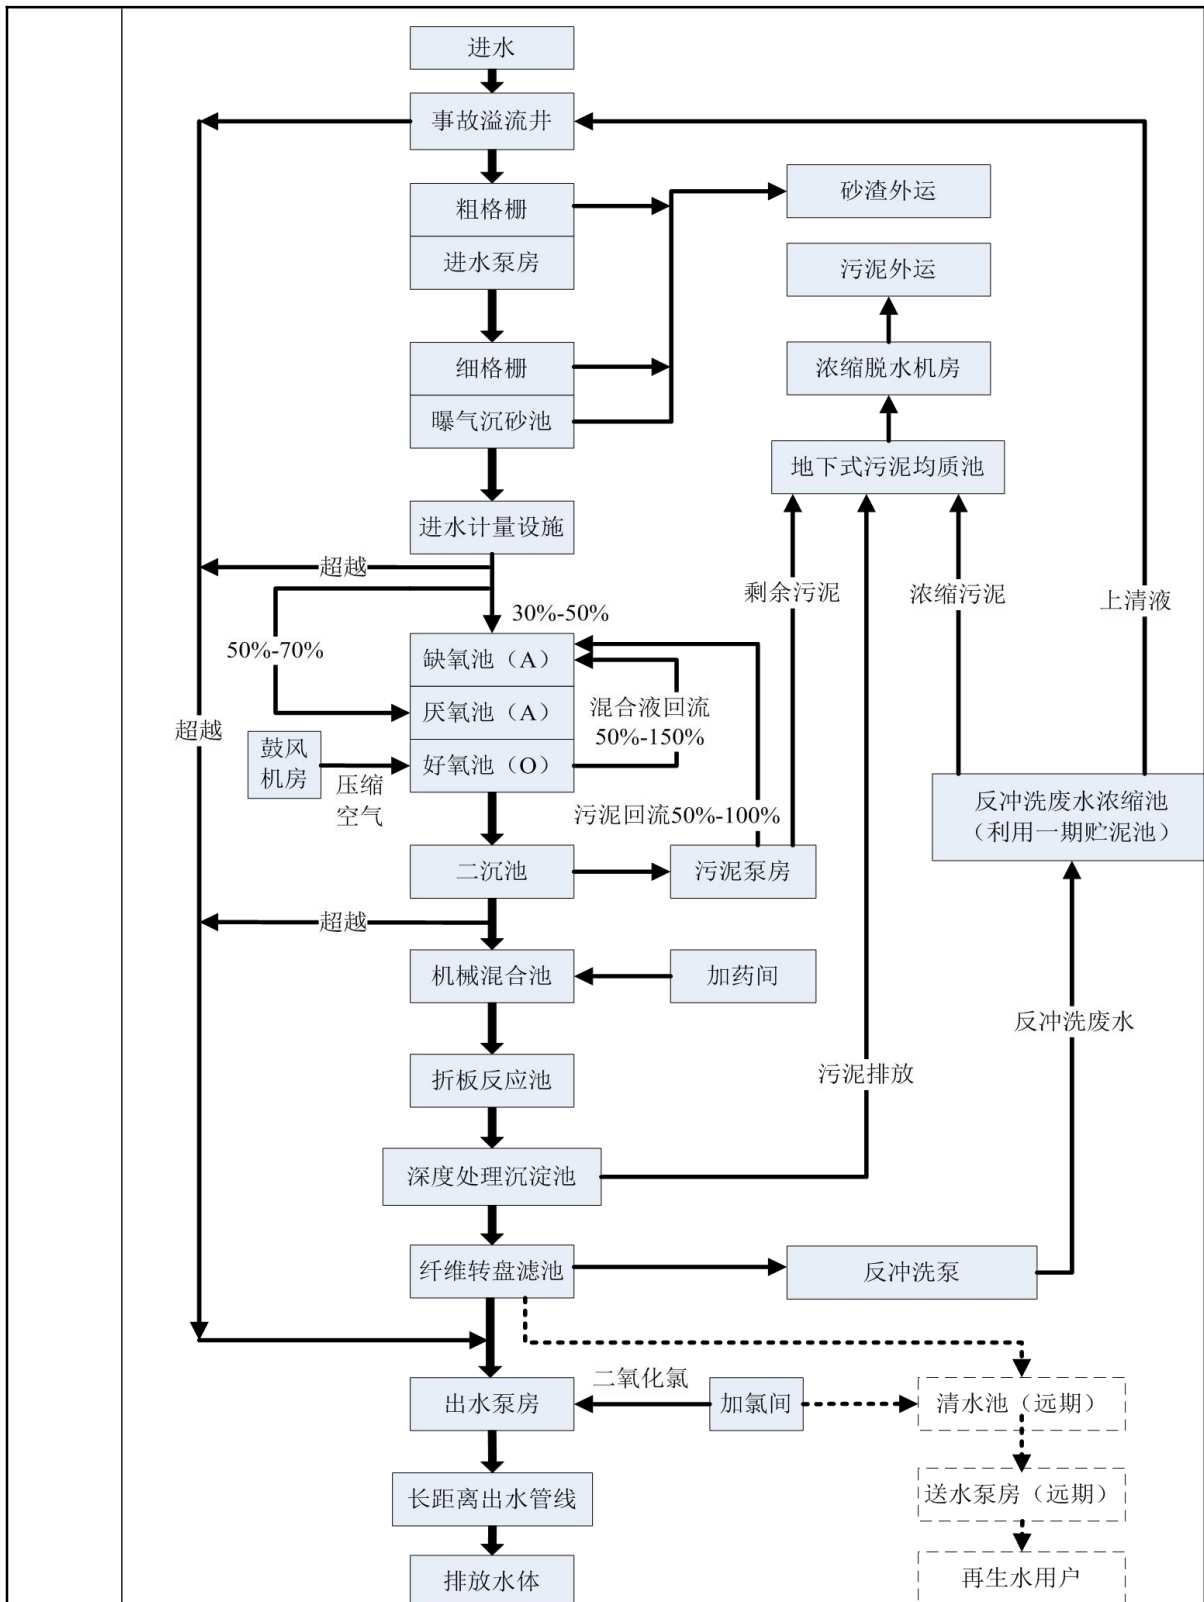 进水
事故溢流井
粗格栅
砂渣外运
进水泵房
污泥外运
细格栅
浓缩脱水机房
曝气沉砂池
地下式污泥均质池
进水计量设施
超越
剩余污泥
浓缩污泥
上清液
30%-50%
50%-70%
缺氧池（A）
厌氧池（A）
混合液回流
50%-150%
超越
鼓风
机房
好氧池（O）
压缩
空气
污泥回流50%-100%
反冲洗废水浓缩池
（利用一期贮泥池）
二沉池
污泥泵房
超越
机械混合池
加药间
反冲洗废水
折板反应池
污泥排放
深度处理沉淀池
纤维转盘滤池
反冲洗泵
二氧化氯
出水泵房
加氯间
清水池（远期）
长距离出水管线
送水泵房（远期）
排放水体
再生水用户